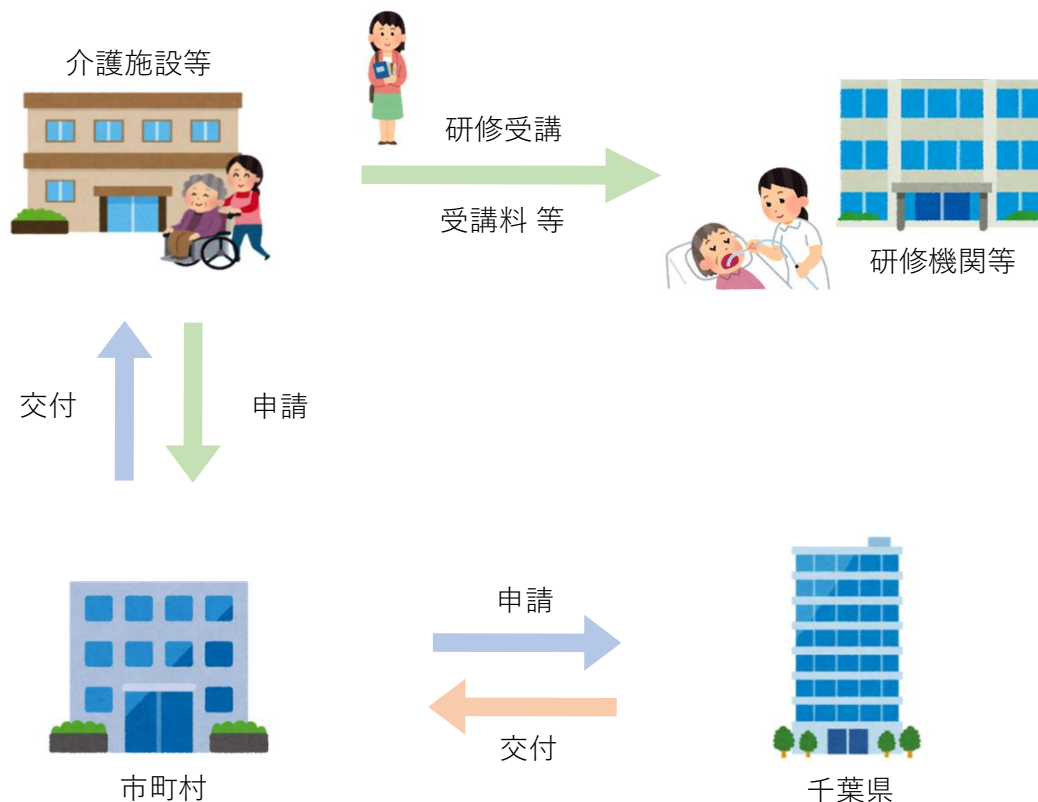 介護施設等
研修受講
受講料 等
研修機関等
交付
申請
申請
交付
市町村
千葉県